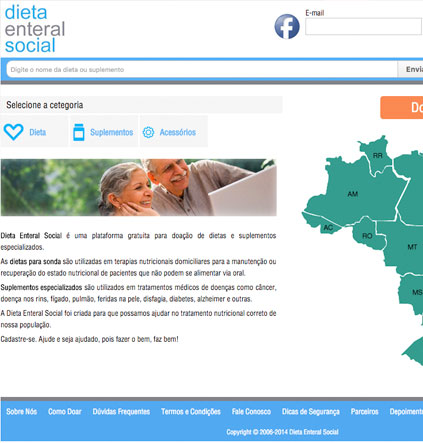 dieta
enteral
social
E-mail
Digite o nome da dieta ou suplemento
Selecione a cetegoria
Dieta
Suplementos
Acessórios
RR
AM
AC
RO
MT
MS
Dieta Enteral Social é uma plataforma gratuita para doação de dietas e suplementos
especializados.
As dietas para sonda são utilizadas em terapias nutricionais domiciliares para a manutenção ou
recuperação do estado nutricional de pacientes que não podem se alimentar via oral.
Suplementos especializados são utilizados em tratamentos médicos de doenças como câncer,
doença nos rins, fígado, pulmão, feridas na pele, disfagia, diabetes, alzheimer e outras.
A Dieta Enteral Social foi criada para que possamos ajudar no tratamento nutricional correto de
nossa população.
Cadastre-se. Ajude e seja ajudado, pois fazer o bem, faz bem!
Sobre Nós
Como Doar
Dúvidas Frequentes
Termos e Condições
Fale Conosco
Dicas de Segurança
Parceiros
Copyright © 2006-2014 Dieta Enteral Social